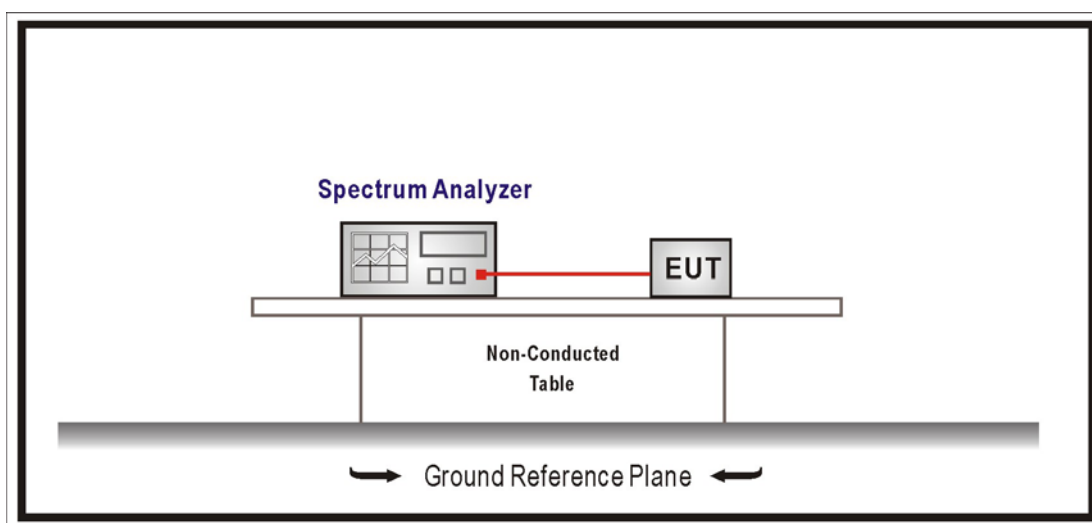 Spectrum Analyzer
EUT
Non-Conducted
Table
Ground Reference Plane